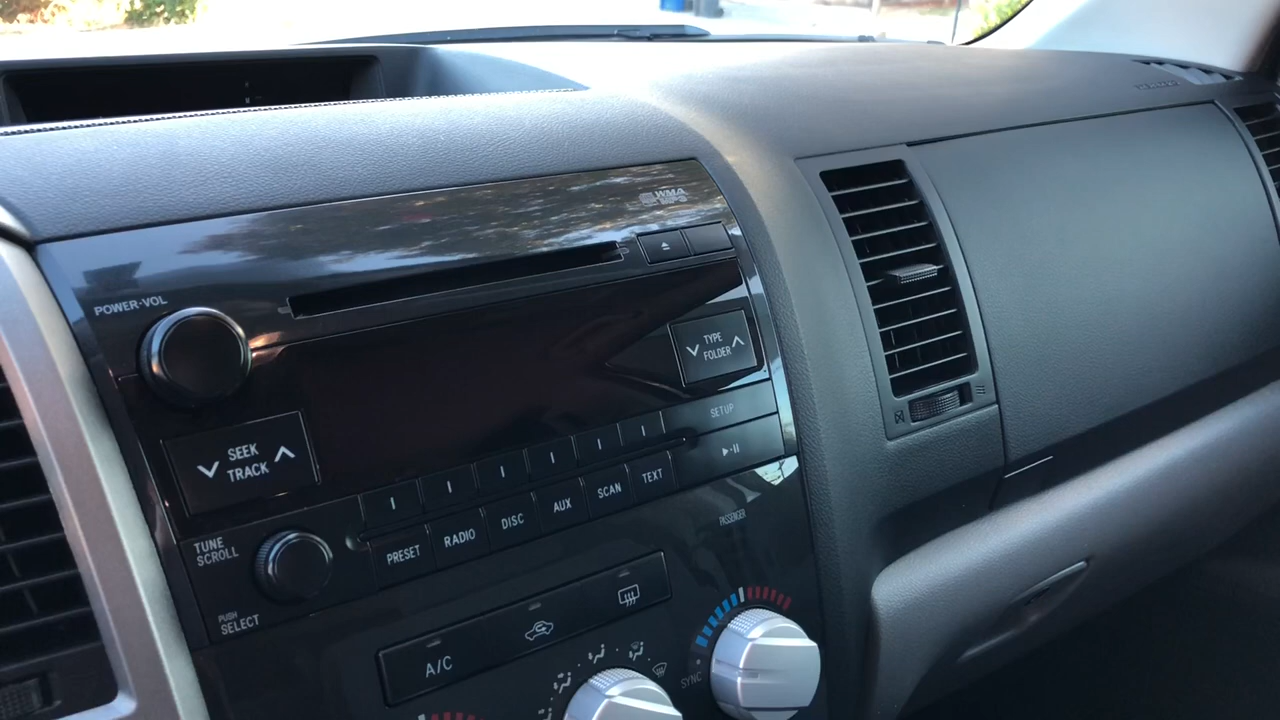 WMA
MP3
POWER·VOL
TYPE
FOLDER
SEEK
TRACK
SETUP
PRESET
RADIO
DISC
AUX
SCAN
TEXT
TUNE
SCROLL
PUSH
SELECT
PASSENGER
A/C
SYNC